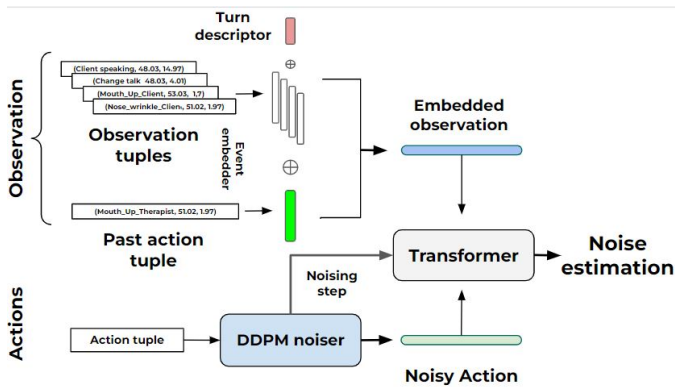 Turn
descriptor
(Client speaking, 48.03, 14.97)
(Change talk 48.03, 4.01)
(Mouth_Up_Client, 53.03, 1,7)
(Nose_wrinkle_Client, 51.02, 1.97)
Observation
tuples
Observation
Event
embedder
Embedded
observation
(Mouth_Up_Therapist, 51.02, 1.97)
Past action
tuple
Transformer
Noise
estimation
Noising
step
Actions
Action tuple
DDPM noiser
Noisy Action